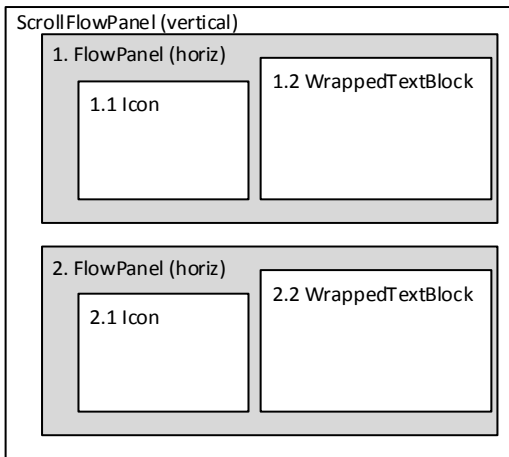 ScrollFlowPanel (vertical)
1. FlowPanel (horiz)
1.1 Icon
1.2 WrappedTextBlock
2. FlowPanel (horiz)
2.1 Icon
2.2 WrappedTextBlock